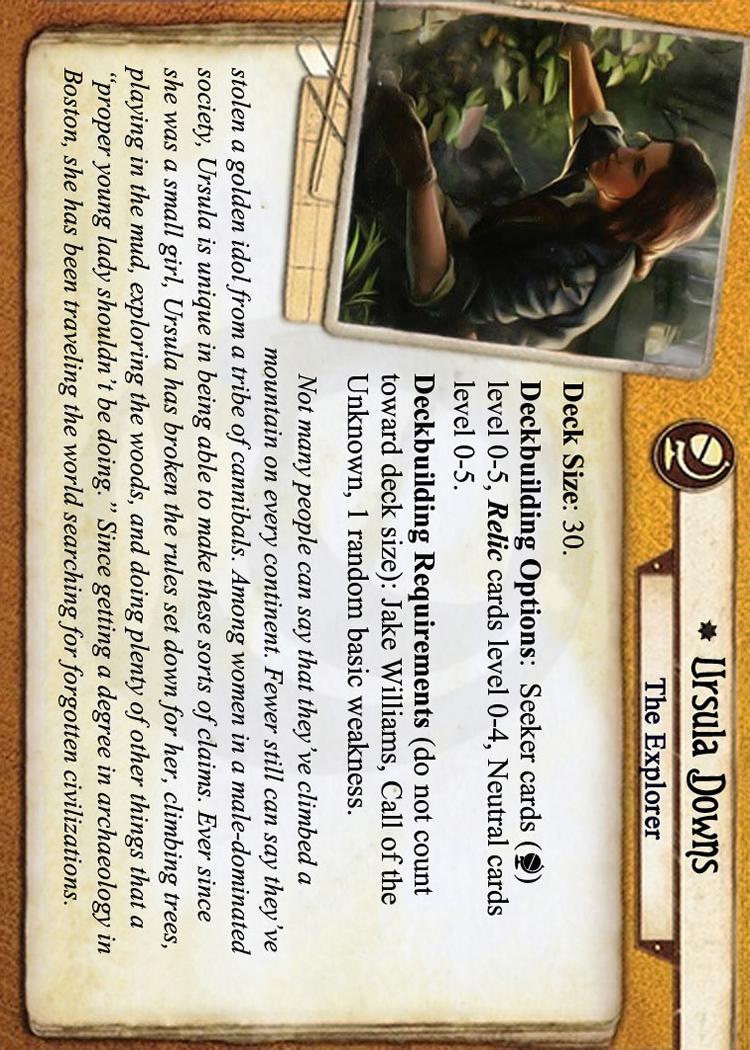 Ursula Downs
The Explorer
Deck Size: 30.
Deckbuilding Options: Seeker cards ( )
level 0-5, Relic cards level 0-4, Neutral cards
level 0-5.
Deckbuilding Requirements (do not count
toward deck size): Jake Williams, Call of the
Unknown, 1 random basic weakness.
Not many people can say that they’ve climbed a
mountain on every continent. Fewer still can say they’ve
stolen a golden idol from a tribe of cannibals. Among women in a male-dominated
society, Ursula is unique in being able to make these sorts of claims. Ever since
she was a small girl, Ursula has broken the rules set down for her, climbing trees,
playing in the mud, exploring the woods, and doing plenty of other things that a
“proper young lady shouldn’t be doing.” Since getting a degree in archaeology in
Boston, she has been traveling the world searching for forgotten civilizations.